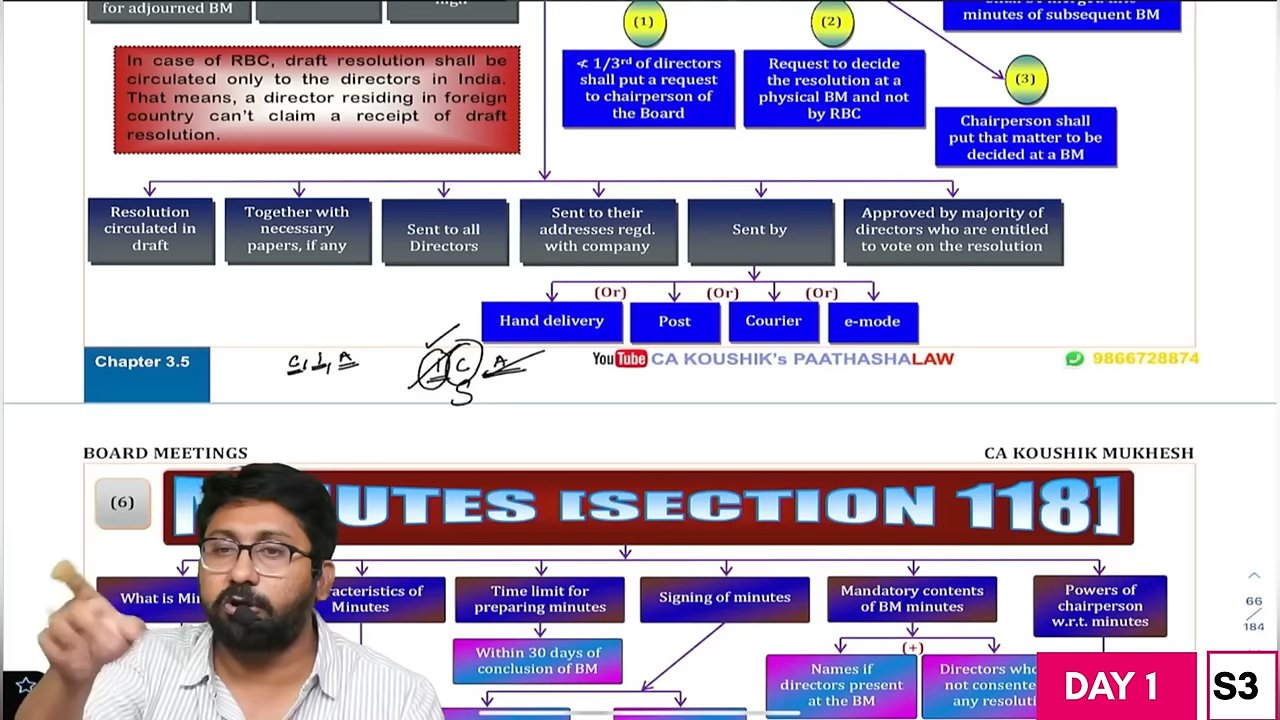 for adjourned BM
minutes of subsequent BM
(1)
(2)
(3)
In case of RBC, draft resolution shall be
circulated only to the directors in India.
That means, a director residing in foreign
country can't claim a receipt of draft
resolution.
≮ 1/3rd of directors
shall put a request
to chairperson of
the Board
Request to decide
the resolution at a
physical BM and not
by RBC
Chairperson shall
put that matter to be
decided at a BM
Resolution
circulated in
draft
Together with
necessary
papers, if any
Sent to all
Directors
Sent to their
addresses regd.
with company
Sent by
Approved by majority of
directors who are entitled
to vote on the resolution
(Or)
(Or)
(Or)
Hand delivery
Post
Courier
e-mode
Chapter 3.5
C, I, A
C A
S
YouTube CA KOUSHIK's PAATHASHALAW
9866728874
BOARD MEETINGS
CA KOUSHIK MUKHESH
(6)
UTES [SECTION 118]
What is
Minutes
Time limit for
preparing minutes
Signing of minutes
Mandatory contents
of BM minutes
Powers of
chairperson
w.r.t. minutes
Within 30 days of
conclusion of BM
(+)
Names if
directors present
at the BM
Directors
not
any
66
184
DAY 1
S3